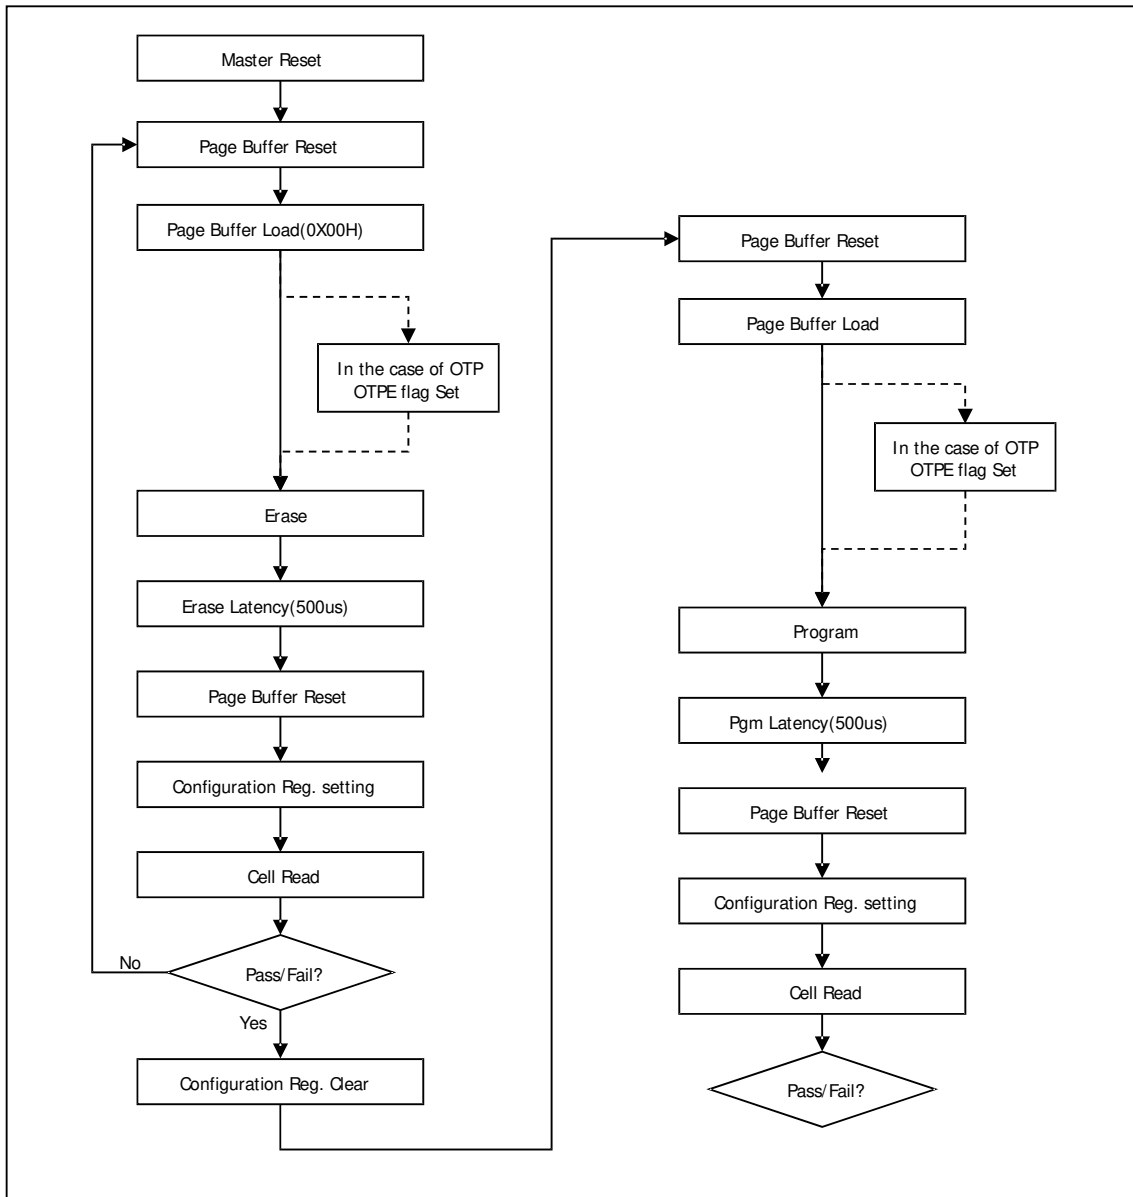 Master Reset
Page Buffer Reset
Page Buffer Load(0X00H)
In the case of OTP
OTPE flag Set
Erase
Erase Latency(500us)
Page Buffer Reset
Configuration Reg. setting
Cell Read
Pass/Fail?
No
Yes
Configuration Reg. Clear
Page Buffer Reset
Page Buffer Load
In the case of OTP
OTPE flag Set
Program
Pgm Latency(500us)
Page Buffer Reset
Configuration Reg. setting
Cell Read
Pass/Fail?